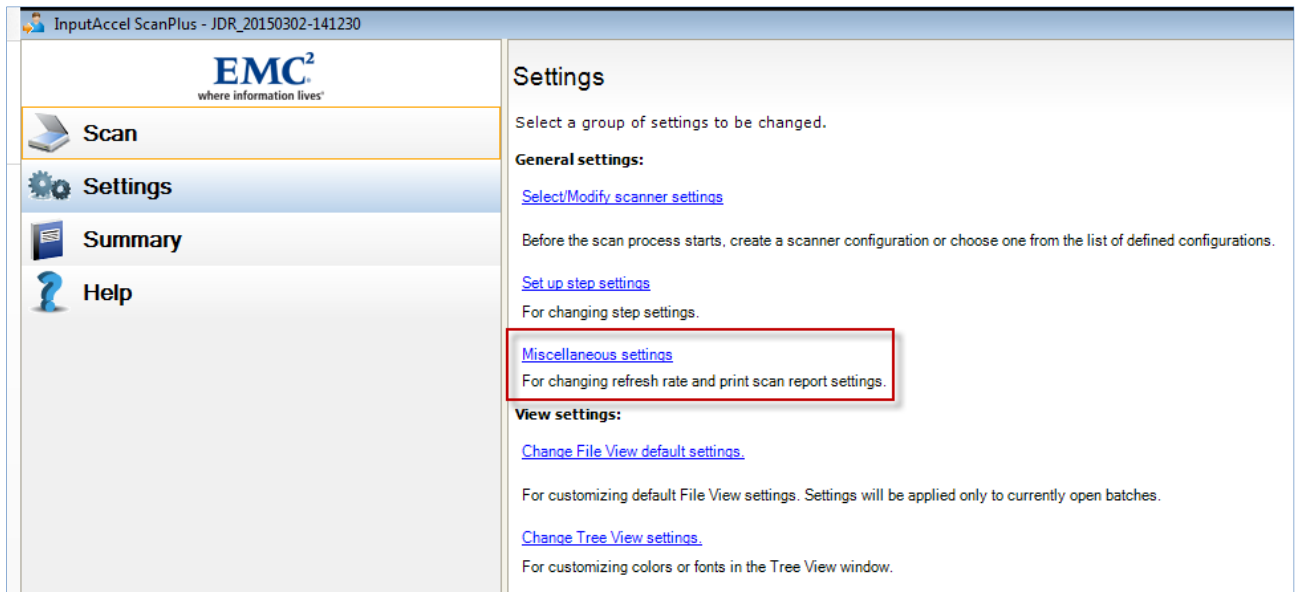 InputAccel ScanPlus - JDR_20150302-141230
EMC²
where information lives®
Scan
Settings
Summary
Help
Settings
Select a group of settings to be changed.
General settings:
Select/Modify scanner settings
Before the scan process starts, create a scanner configuration or choose one from the list of defined configurations.
Set up step settings
For changing step settings.
Miscellaneous settings
For changing refresh rate and print scan report settings.
View settings:
Change File View default settings.
For customizing default File View settings. Settings will be applied only to currently open batches.
Change Tree View settings.
For customizing colors or fonts in the Tree View window.